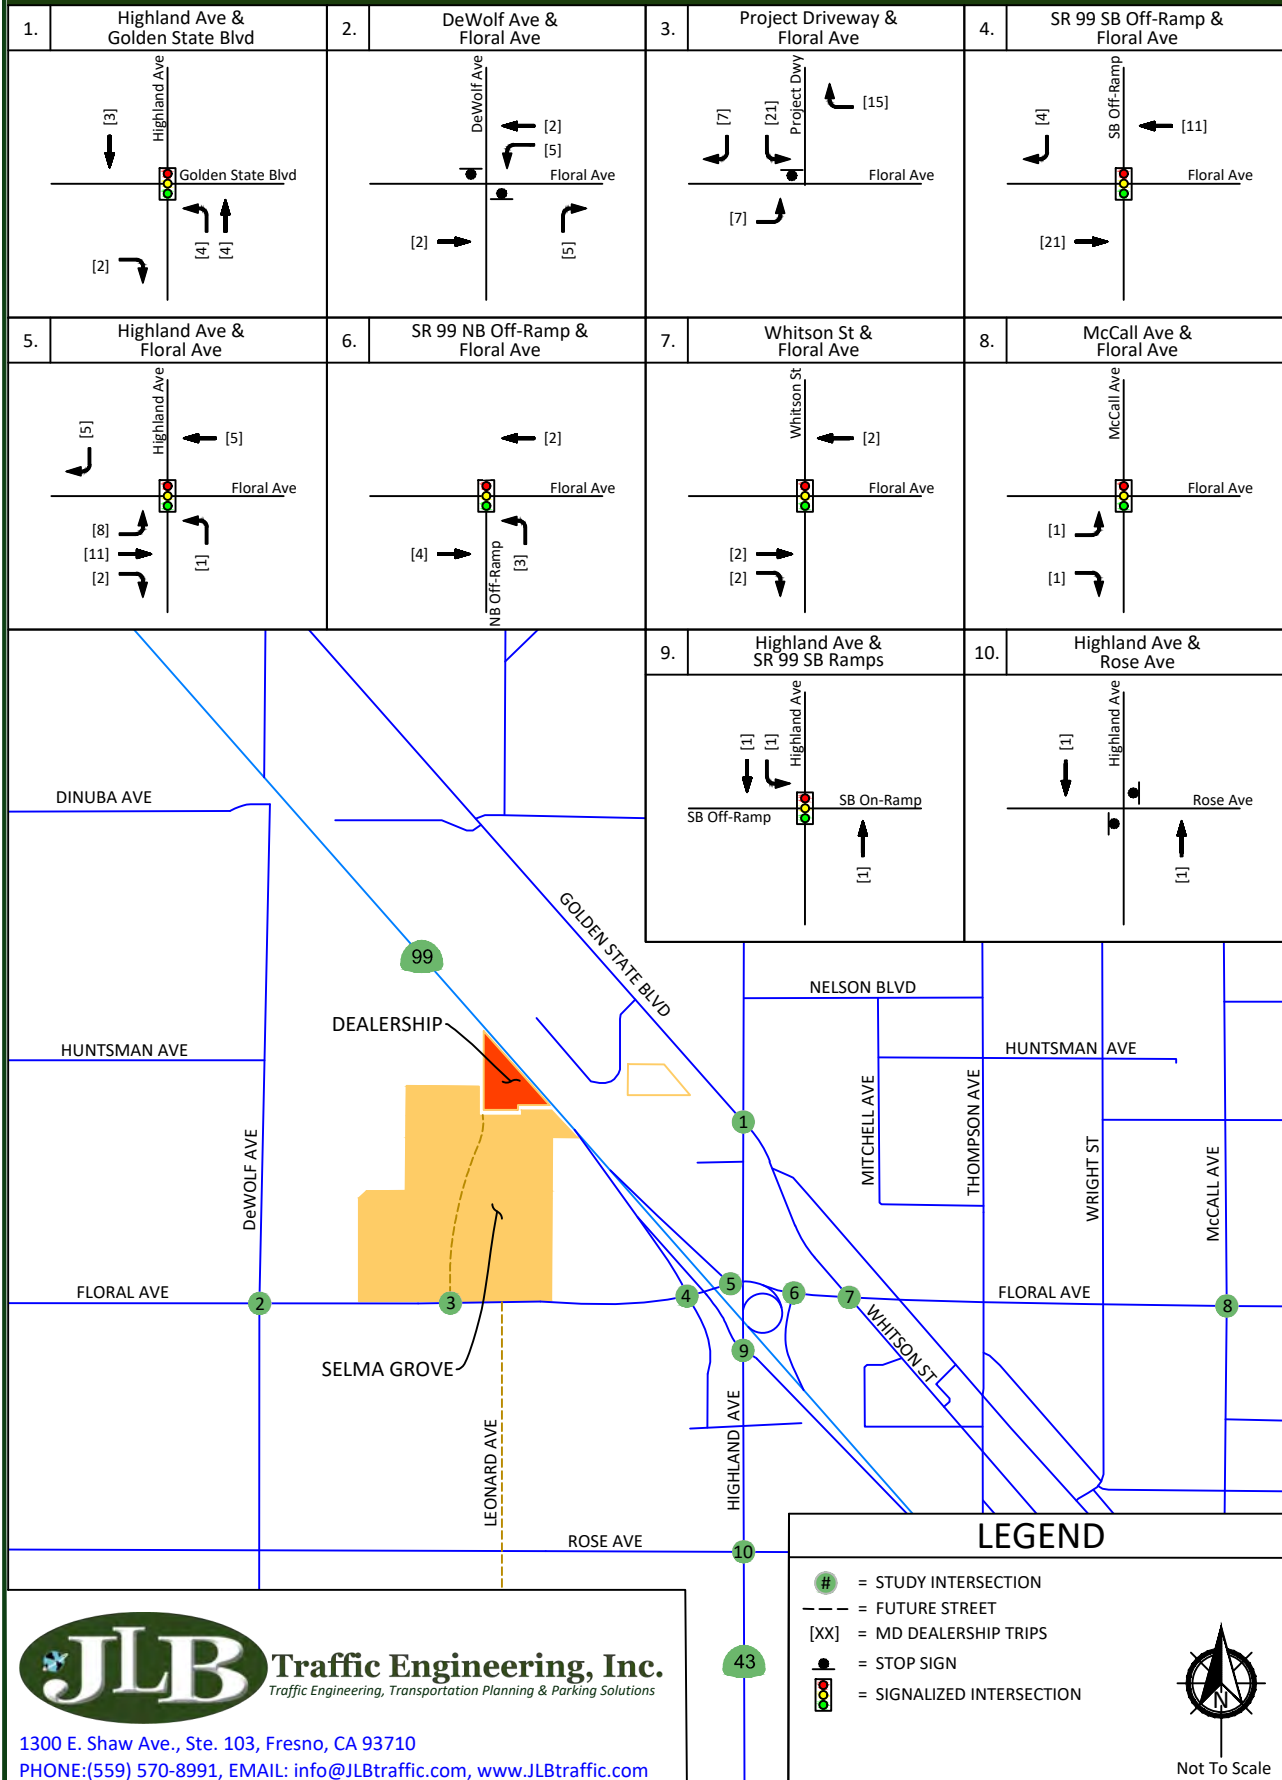 1.
Highland Ave &
Golden State Blvd
[3]
Highland Ave
Golden State Blvd
[4]
[4]
[2]
2.
DeWolf Ave &
Floral Ave
DeWolf Ave
[2]
[5]
Floral Ave
[2]
[5]
3.
Project Driveway &
Floral Ave
[7]
[21]
Project Dwy
[15]
Floral Ave
[7]
4.
SR 99 SB Off-Ramp &
Floral Ave
[4]
SB Off-Ramp
[11]
Floral Ave
[21]
5.
Highland Ave &
Floral Ave
[5]
Highland Ave
[5]
Floral Ave
[8]
[11]
[2]
[1]
6.
SR 99 NB Off-Ramp &
Floral Ave
[2]
Floral Ave
[4]
NB Off-Ramp
[3]
7.
Whitson St &
Floral Ave
Whitson St
[2]
Floral Ave
[2]
[2]
8.
McCall Ave &
Floral Ave
McCall Ave
Floral Ave
[1]
[1]
9.
Highland Ave &
SR 99 SB Ramps
[1]
[1]
Highland Ave
SB On-Ramp
SB Off-Ramp
[1]
10.
Highland Ave &
Rose Ave
[1]
Highland Ave
Rose Ave
[1]
DINUBA AVE
GOLDEN STATE BLVD
99
NELSON BLVD
DEALERSHIP
HUNTSMAN AVE
HUNTSMAN AVE
MITCHELL AVE
THOMPSON AVE
WRIGHT ST
McCALL AVE
DeWOLF AVE
1
FLORAL AVE
2
3
4
5
6
7
FLORAL AVE
8
WHITSON ST
9
SELMA GROVE
LEONARD AVE
HIGHLAND AVE
ROSE AVE
10
43
LEGEND
# = STUDY INTERSECTION
= FUTURE STREET
[XX] = MD DEALERSHIP TRIPS
= STOP SIGN
= SIGNALIZED INTERSECTION
N
Not To Scale
JLB Traffic Engineering, Inc.
Traffic Engineering, Transportation Planning & Parking Solutions
1300 E. Shaw Ave., Ste. 103, Fresno, CA 93710
PHONE:(559) 570-8991, EMAIL: info@JLBtraffic.com, www.JLBtraffic.com